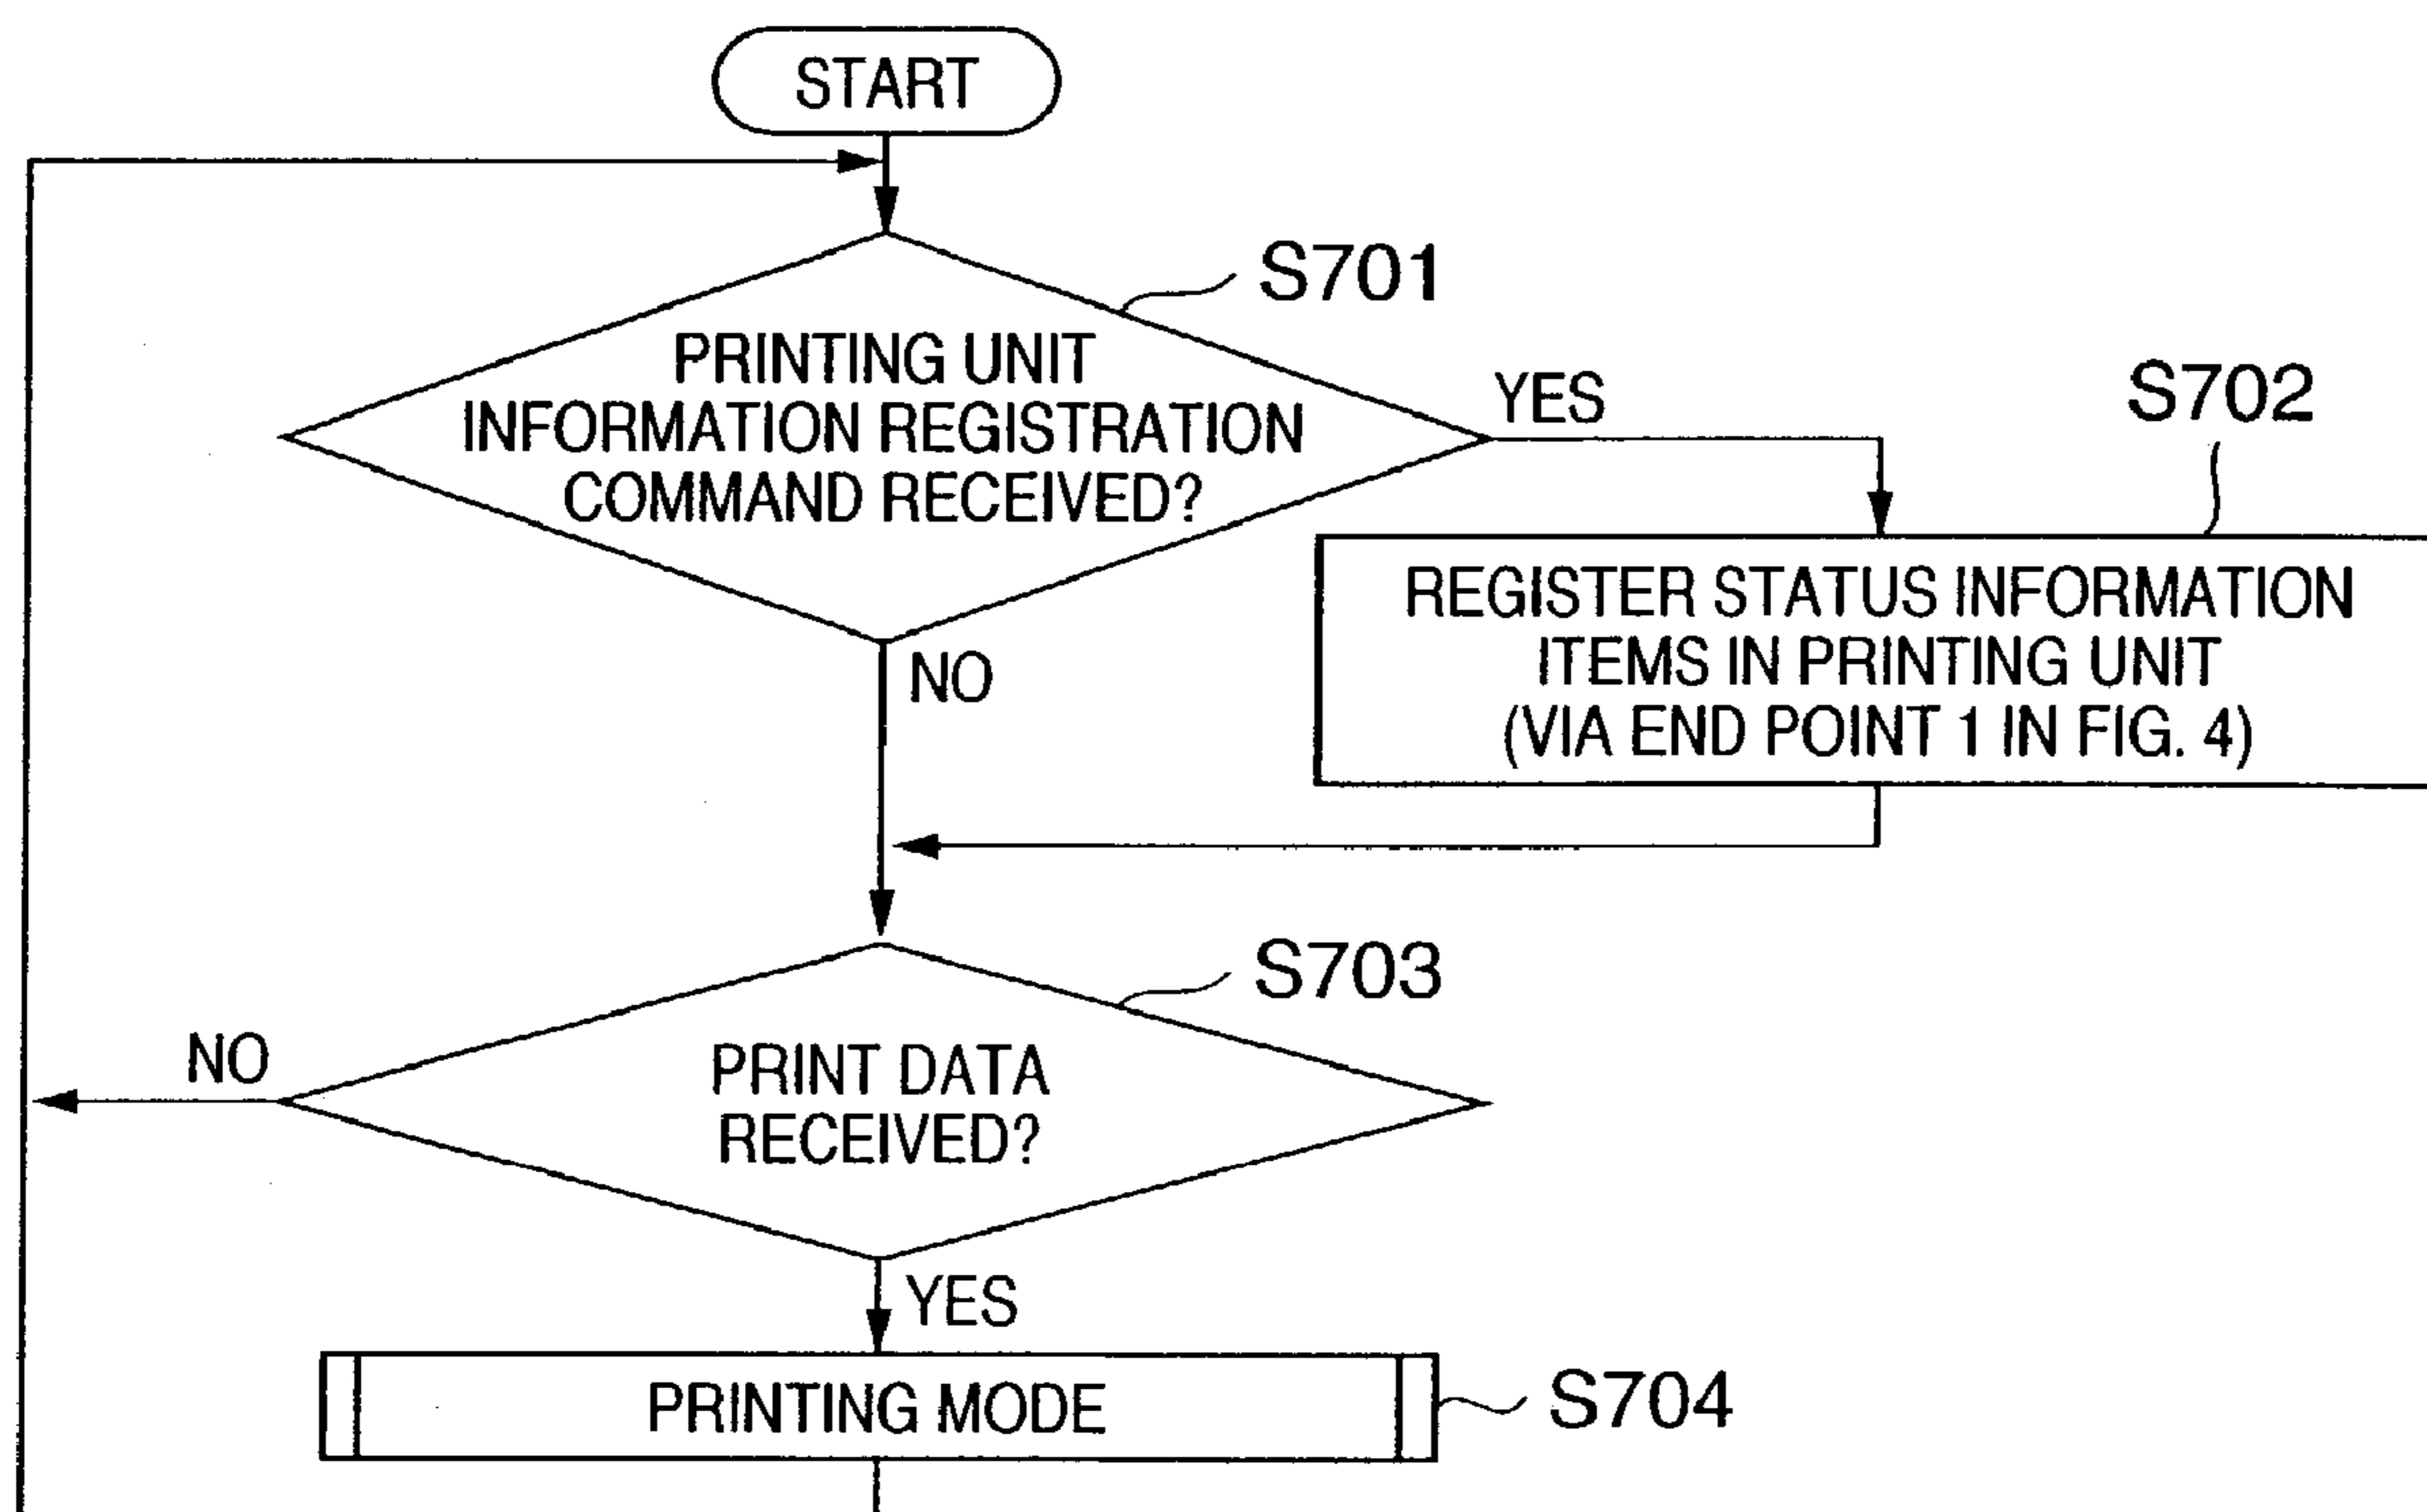 START
S701
PRINTING UNIT
INFORMATION REGISTRATION
COMMAND RECEIVED?
YES
S702
REGISTER STATUS INFORMATION
ITEMS IN PRINTING UNIT
(VIA END POINT 1 IN FIG. 4)
NO
S703
NO
PRINT DATA
RECEIVED?
YES
PRINTING MODE
S704